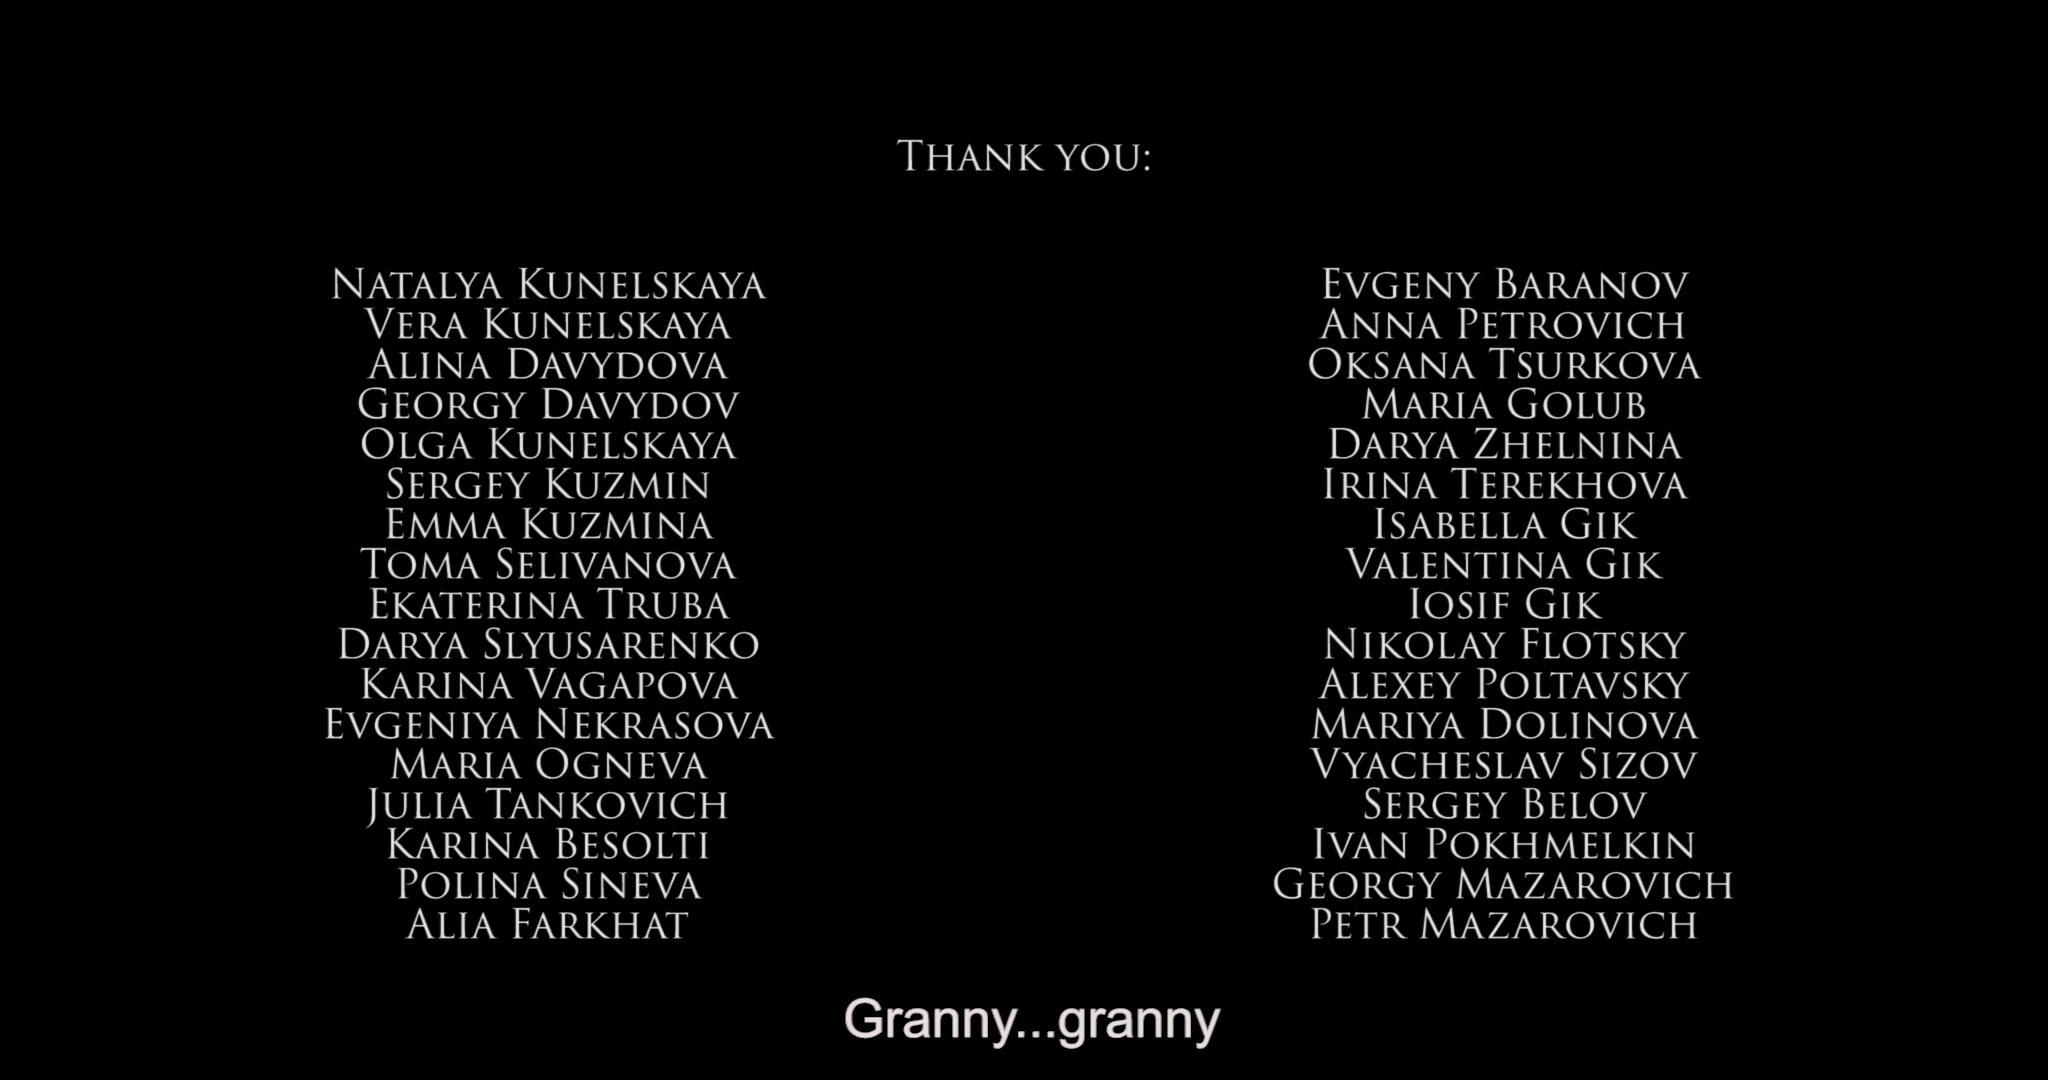 Thank you:
Natalya Kunelskaya
Vera Kunelskaya
Alina Davydova
Georgy Davydov
Olga Kunelskaya
Sergey Kuzmin
Emma Kuzmina
Toma Selivanova
Ekaterina Truba
Darya Slyusarenko
Karina Vagapova
Evgeniya Nekrasova
Maria Ogneva
Julia Tankovich
Karina Besolti
Polina Sineva
Alia Farkhat
Evgeny Baranov
Anna Petrovich
Oksana Tsurkova
Maria Golub
Darya Zhelnina
Irina Terekhova
Isabella Gik
Valentina Gik
Iosif Gik
Nikolay Flotsky
Alexey Poltavsky
Mariya Dolinova
Vyacheslav Sizov
Sergey Belov
Ivan Pokhmelkin
Georgy Mazarovich
Petr Mazarovich
Granny...granny